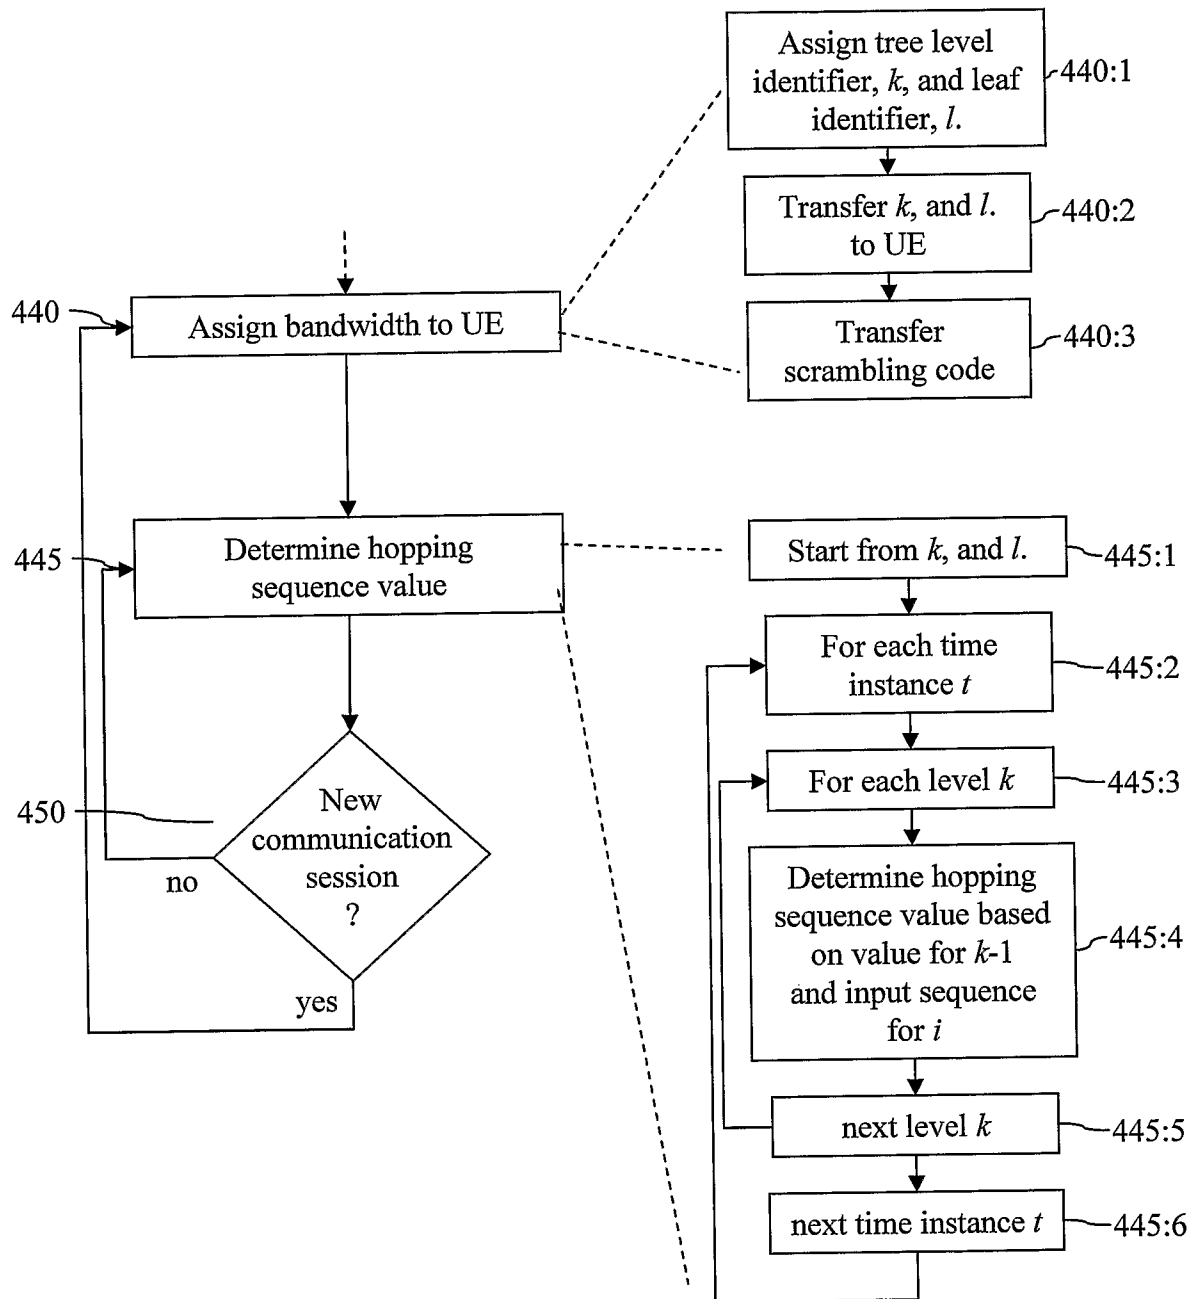 Assign tree level
identifier, k, and leaf
identifier, l.
440:1
Transfer k, and l.
to UE
440:2
Transfer
scrambling code
440:3
440
Assign bandwidth to UE
445
Determine hopping
sequence value
450
New
communication
session
?
no
yes
Start from k, and l.
445:1
For each time
instance t
445:2
For each level k
445:3
Determine hopping
sequence value based
on value for k-1
and input sequence
for i
445:4
next level k
445:5
next time instance t
445:6